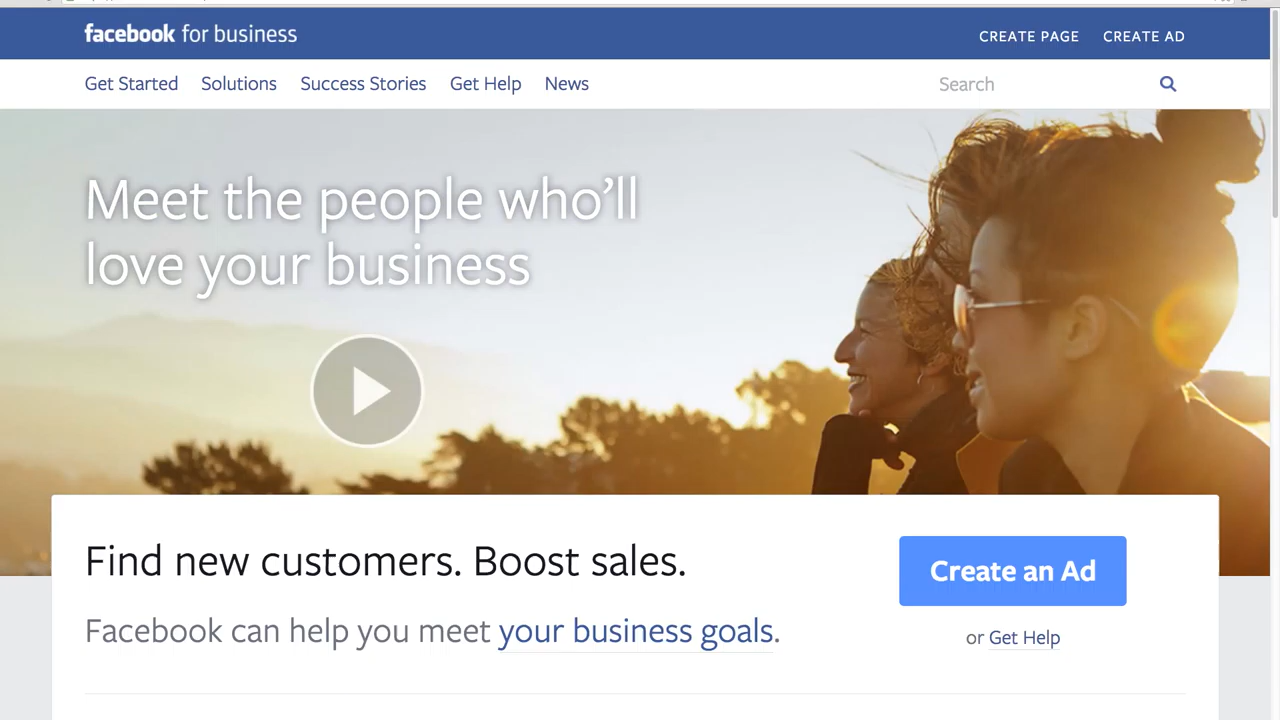 facebook for business
CREATE PAGE CREATE AD
Get Started Solutions Success Stories Get Help News
Search
Meet the people who’ll
love your business
Find new customers. Boost sales.
Create an Ad
Facebook can help you meet your business goals.
or Get Help